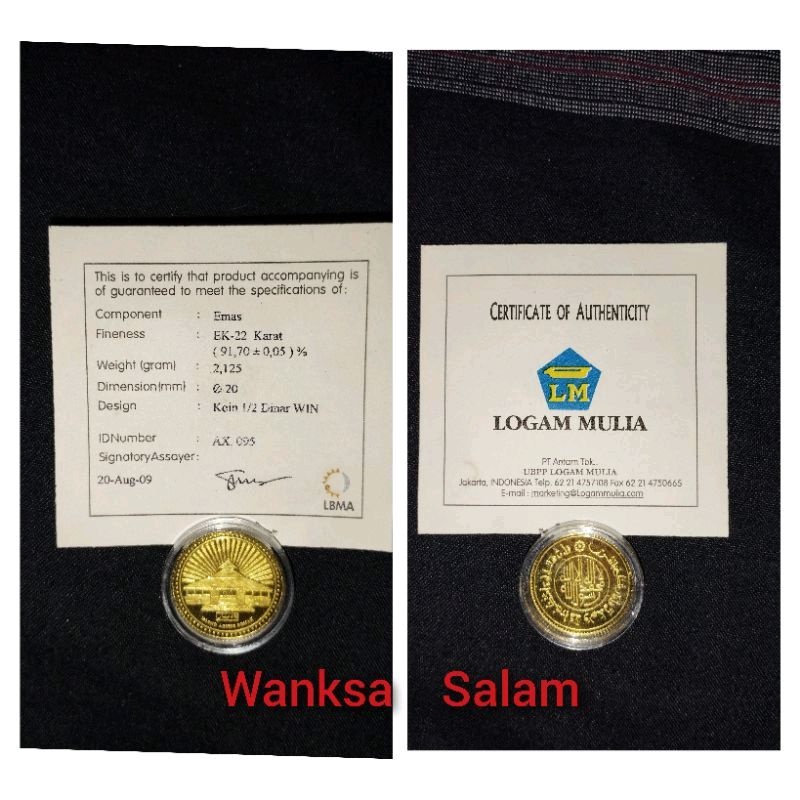 This is to certify that product accompanying is
of guaranteed to meet the specifications of:
Component : Emas
Fineness : EK-22 Karat
( 91,70 ± 0,05 ) %
Weight (gram) : 2,125
Dimension(mm) : Ø 20
Design : Koin 1/2 Dinar WIN
IDNumber : AX. 095
SignatoryAssayer:
20-Aug-09
LBMA
CERTIFICATE OF AUTHENTICITY
LM
LOGAM MULIA
PT Antam Tbk.
UBPP LOGAM MULIA
Jakarta, INDONESIA Telp. 62 21 4757108 Fax 62 21 4750665
E-mail : marketing@Logammulia.com
Wanksa Salam